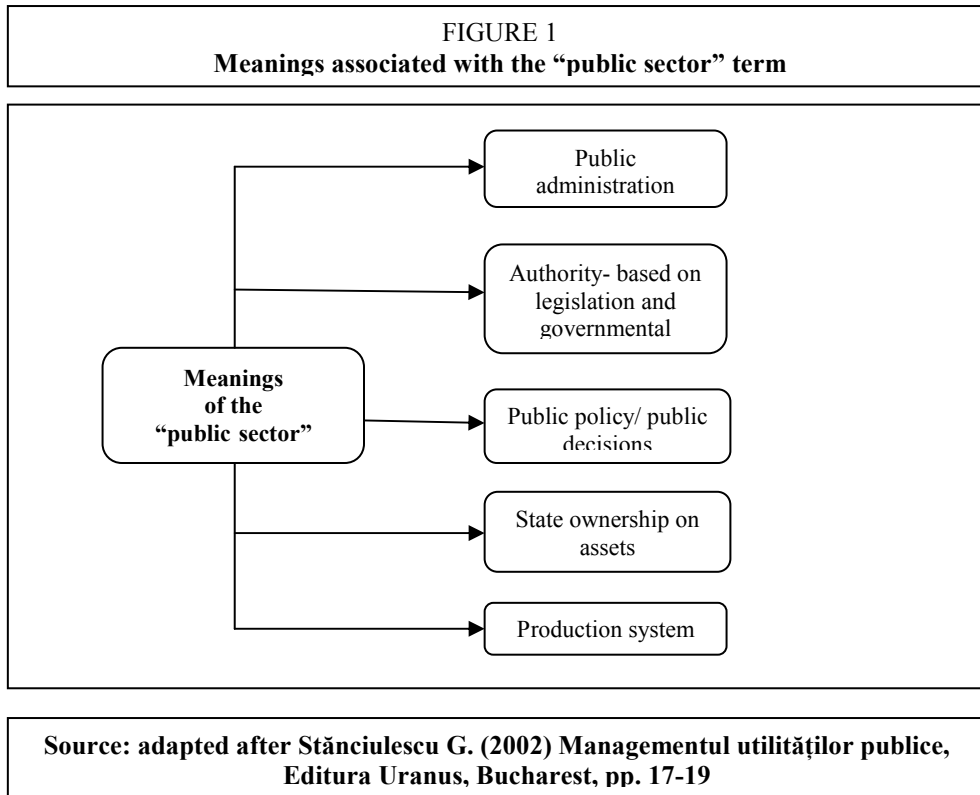 FIGURE 1
Meanings associated with the “public sector” term
Public
administration
Authority- based on
legislation and
governmental
Meanings
of the
“public sector”
Public policy/ public
decisions
State ownership on
assets
Production system
Source: adapted after Stănciulescu G. (2002) Managementul utilităților publice,
Editura Uranus, Bucharest, pp. 17-19